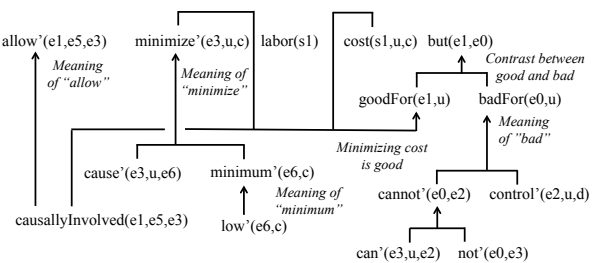 allow’(e1,e5,e3) minimize’(e3,u,c) labor(s1) cost(s1,u,c) but(e1,e0)
Meaning of “allow”
Meaning of “minimize”
Contrast between good and bad
goodFor(e1,u) badFor(e0,u)
Minimizing cost is good
Meaning of ”bad”
cause’(e3,u,e6) minimum’(e6,c)
Meaning of “minimum”
cannot’(e0,e2) control’(e2,u,d)
causallyInvolved(e1,e5,e3)
low’(e6,c)
can’(e3,u,e2) not’(e0,e3)